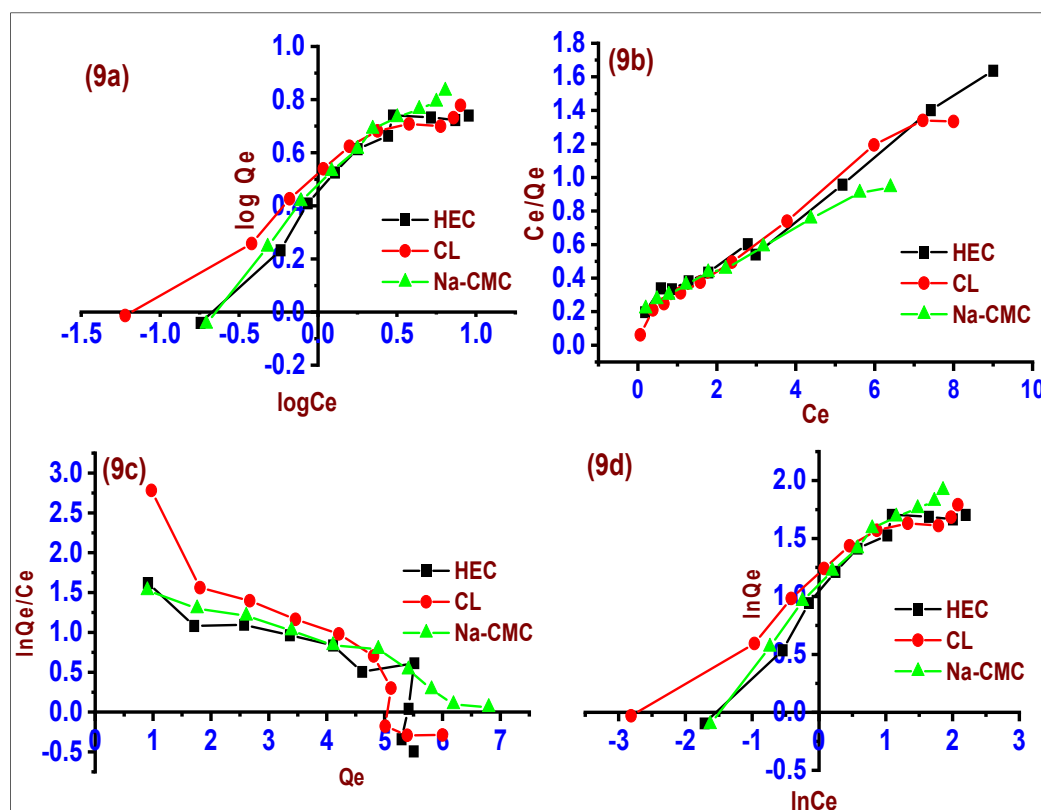 (9a)
1.0
0.8
0.6
0.4
0.2
0.0
-0.2
-1.5 -1.0 -0.5 0.0 0.5 1.0
log Qe
logCe
HEC
CL
Na-CMC
(9b)
1.8
1.6
1.4
1.2
1.0
0.8
0.6
0.4
0.2
0.0
0 2 4 6 8 10
Ce/Qe
Ce
HEC
CL
Na-CMC
(9c)
3.0
2.5
2.0
1.5
1.0
0.5
0.0
-0.5
0 1 2 3 4 5 6 7
lnQe/Ce
Qe
HEC
CL
Na-CMC
(9d)
2.0
1.5
1.0
0.5
0.0
-0.5
-3 -2 -1 0 1 2 3
lnQe
lnCe
HEC
CL
Na-CMC